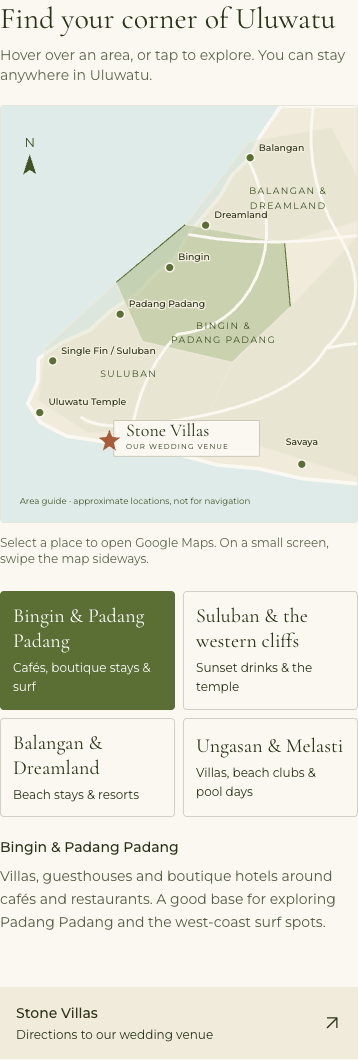 Find your corner of Uluwatu
Hover over an area, or tap to explore. You can stay
anywhere in Uluwatu.
N
Balangan
BALANGAN &
DREAMLAND
Dreamland
Bingin
Padang Padang
BINGIN &
PADANG PADANG
Single Fin / Suluban
SULUBAN
Uluwatu Temple
Stone Villas
OUR WEDDING VENUE
Savaya
Area guide · approximate locations, not for navigation
Select a place to open Google Maps. On a small screen,
swipe the map sideways.
Bingin & Padang
Padang
Cafés, boutique stays &
surf
Suluban & the
western cliffs
Sunset drinks & the
temple
Balangan &
Dreamland
Beach stays & resorts
Ungasan & Melasti
Villas, beach clubs &
pool days
Bingin & Padang Padang
Villas, guesthouses and boutique hotels around
cafés and restaurants. A good base for exploring
Padang Padang and the west-coast surf spots.
Stone Villas
Directions to our wedding venue